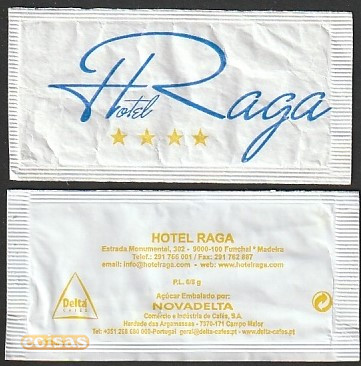 Hotel Raga
HOTEL RAGA
Estrada Monumental, 302 - 9000-100 Funchal * Madeira
Telef.: 291 766 001 / Fax: 291 762 887
email: info@hotelraga.com - web: www.hotelraga.com
P.L. 6/8 g
Açúcar Embalado por:
NOVADELTA
Comércio e Indústria de Cafés, S.A.
Herdade das Argamassas - 7370-171 Campo Maior
Tel: +351 268 680 000-Portugal geral@delta-cafes.pt www.delta-cafes.pt
Delta
CAFÉS
coisas